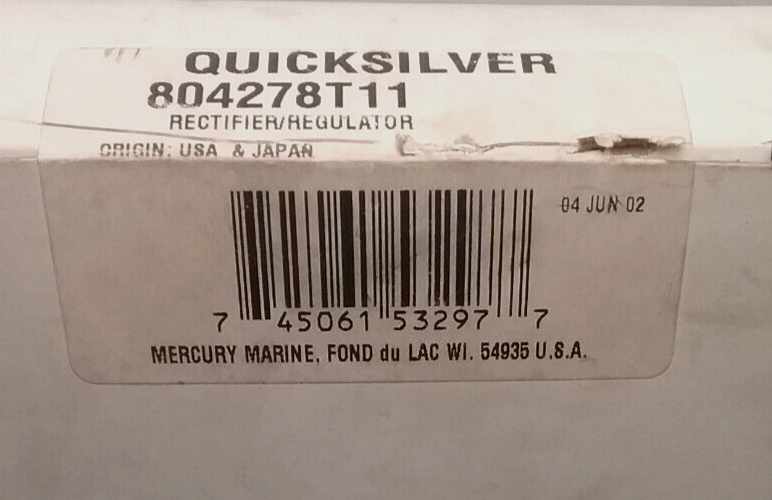 QUICKSILVER
804278T11
RECTIFIER/REGULATOR
ORIGIN: USA & JAPAN
04 JUN 02
7 45061 53297 7
MERCURY MARINE, FOND du LAC WI. 54935 U.S.A.